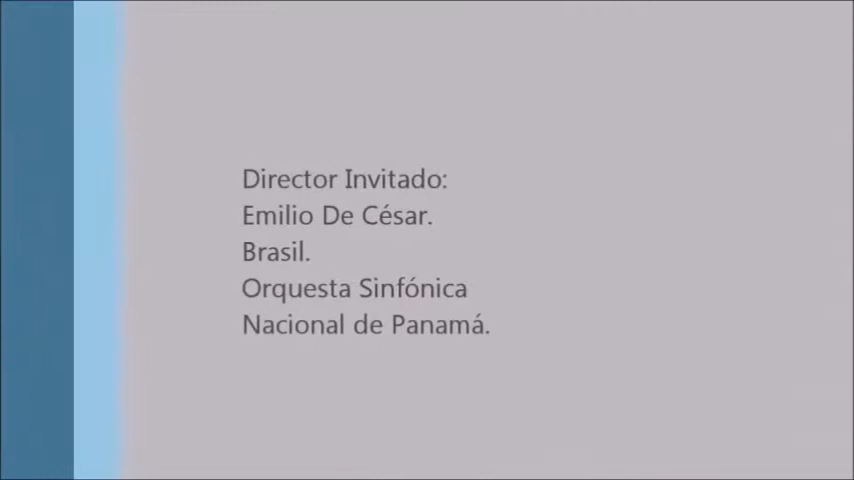 Director Invitado:
Emilio De César.
Brasil.
Orquesta Sinfónica
Nacional de Panamá.